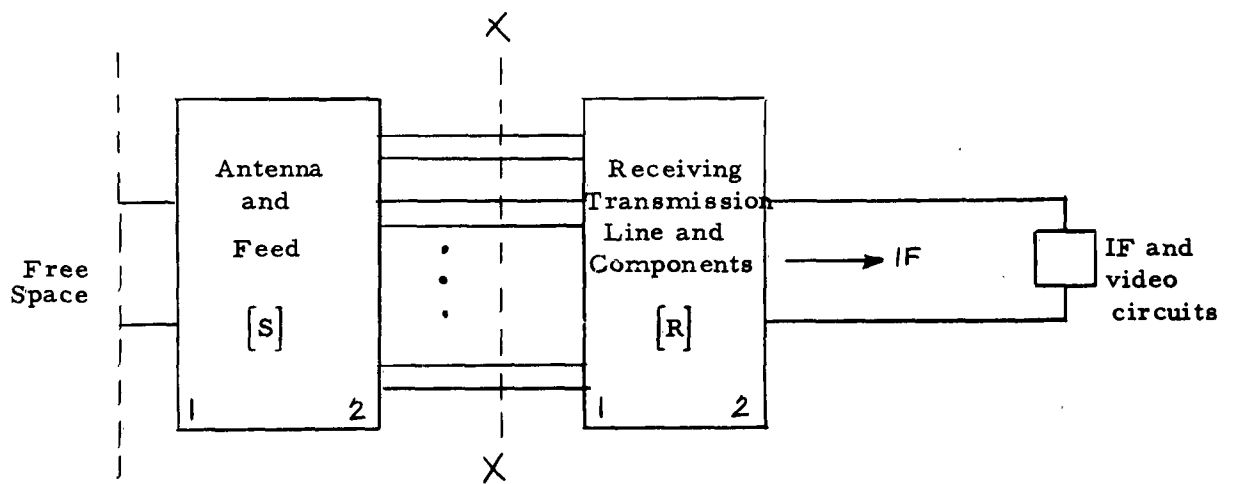 X
Antenna
and
Feed
[S]
1 2
Receiving
Transmission
Line and
Components
[R]
1 2
Free
Space
IF
IF and
video
circuits
X